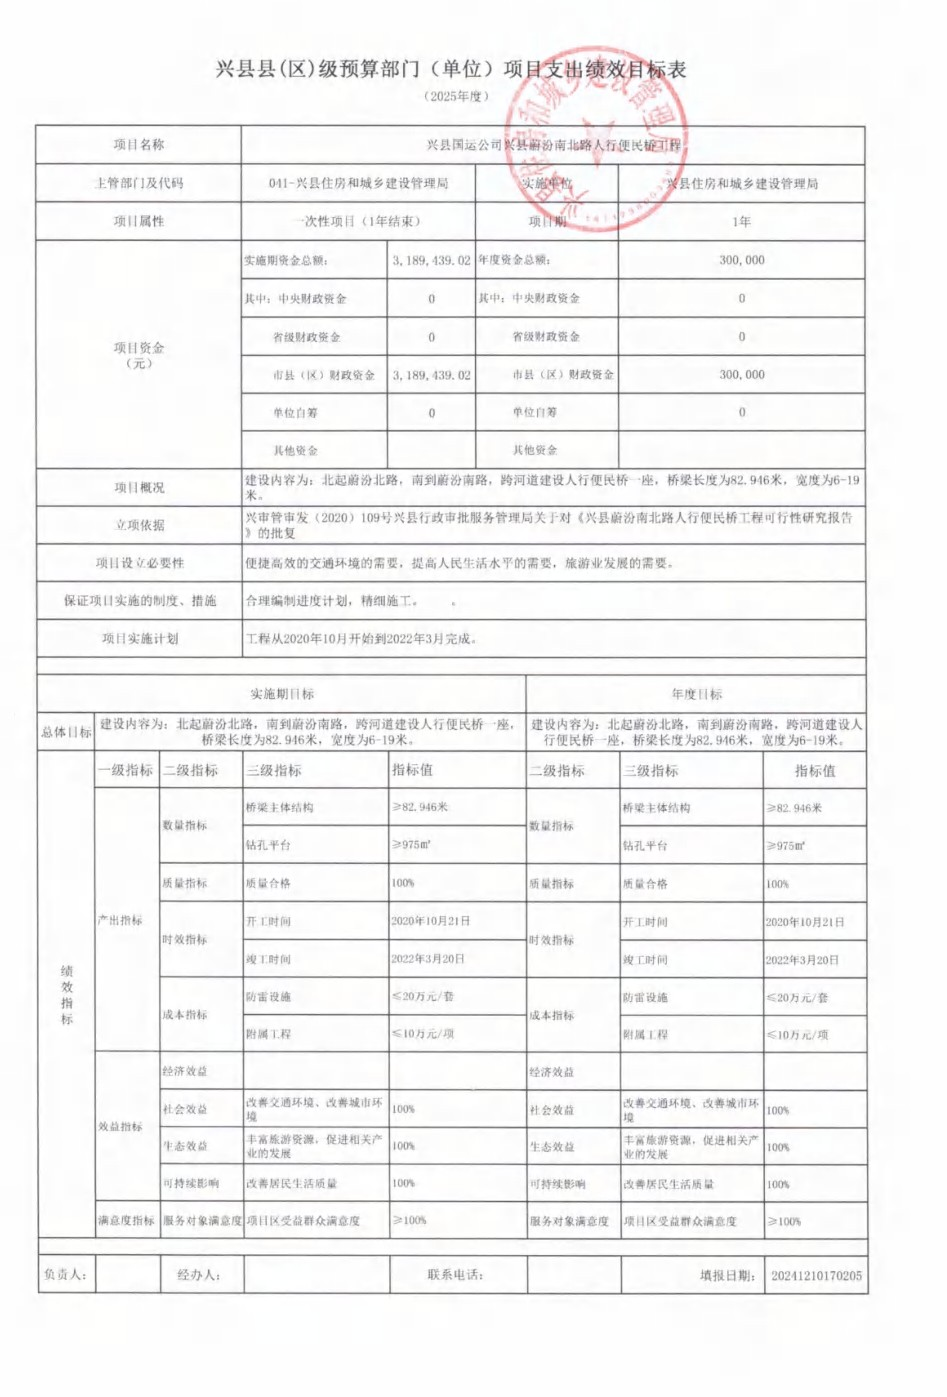 兴县县(区)级预算部门（单位）项目支出绩效目标表
（2025年度）
项目名称 兴县国运公司兴县蔚汾南北路人行便民桥工程
主管部门及代码 041-兴县住房和城乡建设管理局 实施单位 兴县住房和城乡建设管理局
项目属性 一次性项目（1年结束） 项目期 1年
项目资金
（元）
实施期资金总额： 3,189,439.02 年度资金总额： 300,000
其中：中央财政资金 0 其中：中央财政资金 0
省级财政资金 0 省级财政资金 0
市县（区）财政资金 3,189,439.02 市县（区）财政资金 300,000
单位自筹 0 单位自筹 0
其他资金 其他资金
项目概况 建设内容为：北起蔚汾北路，南到蔚汾南路，跨河道建设人行便民桥一座，桥梁长度为82.946米，宽度为6-19
米。
立项依据 兴审管审发（2020）109号兴县行政审批服务管理局关于对《兴县蔚汾南北路人行便民桥工程可行性研究报告
》的批复
项目设立必要性 便捷高效的交通环境的需要，提高人民生活水平的需要，旅游业发展的需要。
保证项目实施的制度、措施 合理编制进度计划，精细施工。 。
项目实施计划 工程从2020年10月开始到2022年3月完成。
实施期目标 年度目标
总体目标 建设内容为：北起蔚汾北路，南到蔚汾南路，跨河道建设人行便民桥一座， 建设内容为：北起蔚汾北路，南到蔚汾南路，跨河道建设人
桥梁长度为82.946米，宽度为6-19米。 行便民桥一座，桥梁长度为82.946米，宽度为6-19米。
绩效指标
一级指标 二级指标 三级指标 指标值 二级指标 三级指标 指标值
产出指标
数量指标 桥梁主体结构 ≥82.946米 数量指标 桥梁主体结构 ≥82.946米
钻孔平台 ≥975㎡ 钻孔平台 ≥975㎡
质量指标 质量合格 100% 质量指标 质量合格 100%
时效指标 开工时间 2020年10月21日 时效指标 开工时间 2020年10月21日
竣工时间 2022年3月20日 竣工时间 2022年3月20日
成本指标 防雷设施 ≤20万元/套 成本指标 防雷设施 ≤20万元/套
附属工程 ≤10万元/项 附属工程 ≤10万元/项
效益指标
经济效益 经济效益
社会效益 改善交通环境、改善城市环 100% 社会效益 改善交通环境、改善城市环 100%
境 境
生态效益 丰富旅游资源，促进相关产 100% 生态效益 丰富旅游资源，促进相关产 100%
业的发展 业的发展
可持续影响 改善居民生活质量 100% 可持续影响 改善居民生活质量 100%
满意度指标 服务对象满意度 项目区受益群众满意度 ≥100% 服务对象满意度 项目区受益群众满意度 ≥100%
负责人： 经办人： 联系电话： 填报日期： 20241210170205
兴县住房和城乡建设管理局